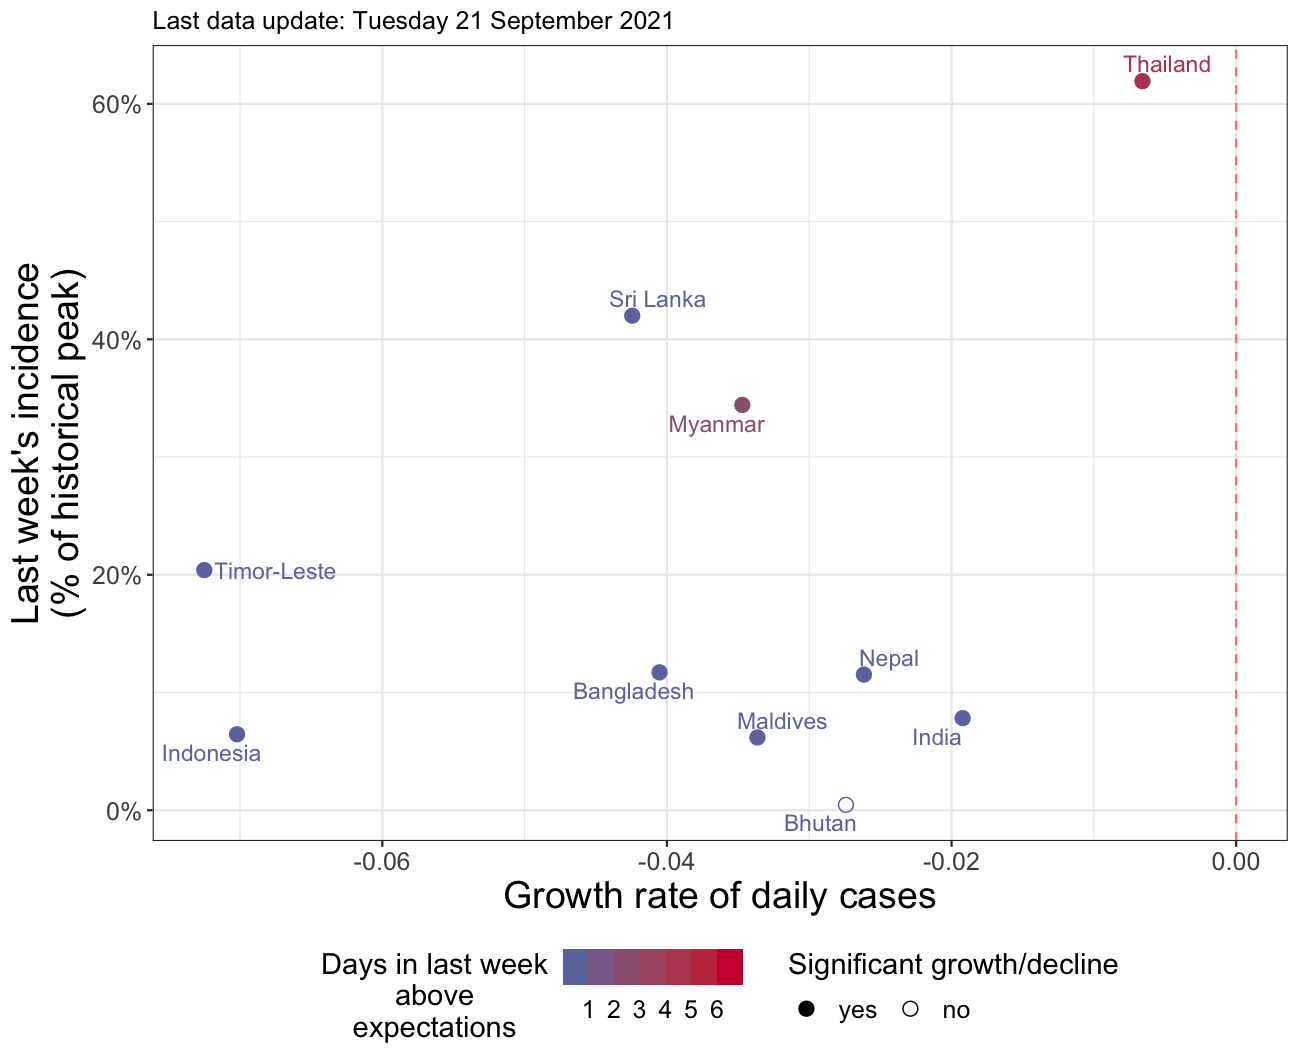 Last data update: Tuesday 21 September 2021
Thailand
60%
Sri Lanka
40%
Myanmar
Last week's incidence
(% of historical peak)
Timor-Leste
20%
Nepal
Bangladesh
Maldives
India
Indonesia
0%
Bhutan
-0.06
-0.04
-0.02
0.00
Growth rate of daily cases
Days in last week
above
expectations
1 2 3 4 5 6
Significant growth/decline
yes
no